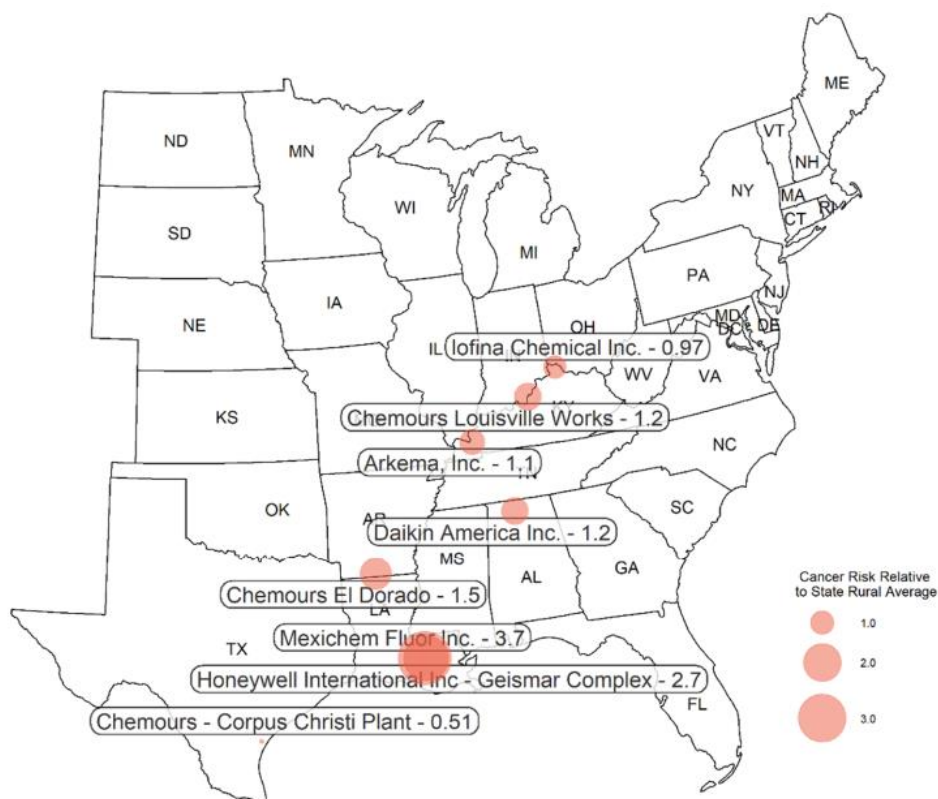 ME
ND
MN
VT
NH
NY
WI
MA
CT
RI
SD
MI
PA
IA
NJ
NE
OH
MD
DC
DE
IL
IN
Iofina Chemical Inc. - 0.97
WV
VA
KS
KY
Chemours Louisville Works - 1.2
NC
Arkema, Inc. - 1.1
TN
OK
AR
SC
Daikin America Inc. - 1.2
MS
AL
GA
Cancer Risk Relative
to State Rural Average
Chemours El Dorado - 1.5
LA
1.0
Mexichem Fluor Inc. - 3.7
TX
2.0
Honeywell International Inc - Geismar Complex - 2.7
FL
3.0
Chemours - Corpus Christi Plant - 0.51